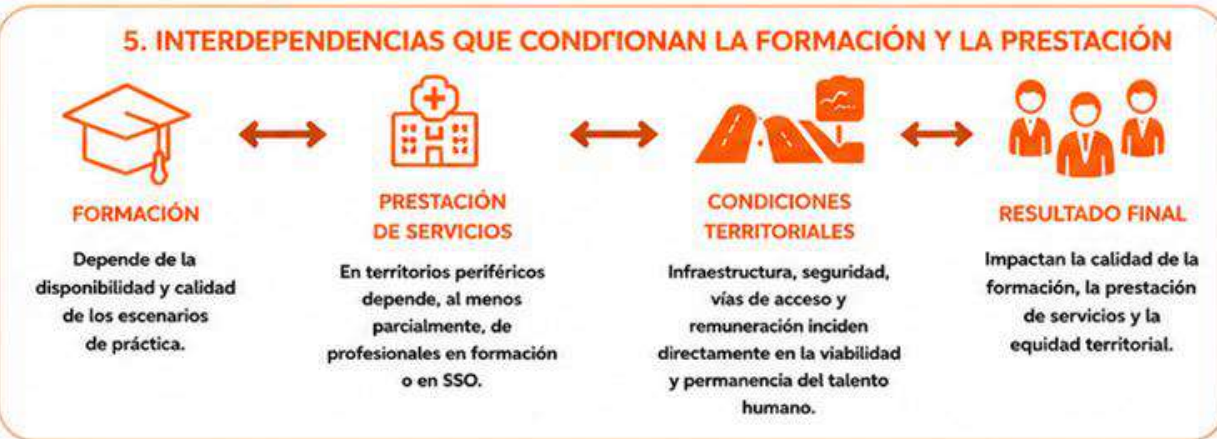 5. INTERDEPENDENCIAS QUE CONDIՐIONAN LA FORMACIÓN Y LA PRESTACIÓN
FORMACIÓN
Depende de la
disponibilidad y calidad
de los escenarios
de práctica.
PRESTACIÓN
DE SERVICIOS
En territorios periféricos
depende, al menos
parcialmente, de
profesionales en formación
o en SSO.
CONDICIONES
TERRITORIALES
Infraestructura, seguridad,
vías de acceso y
remuneración inciden
directamente en la viabilidad
y permanencia del talento
humano.
RESULTADO FINAL
Impactan la calidad de la
formación, la prestación
de servicios y la
equidad territorial.